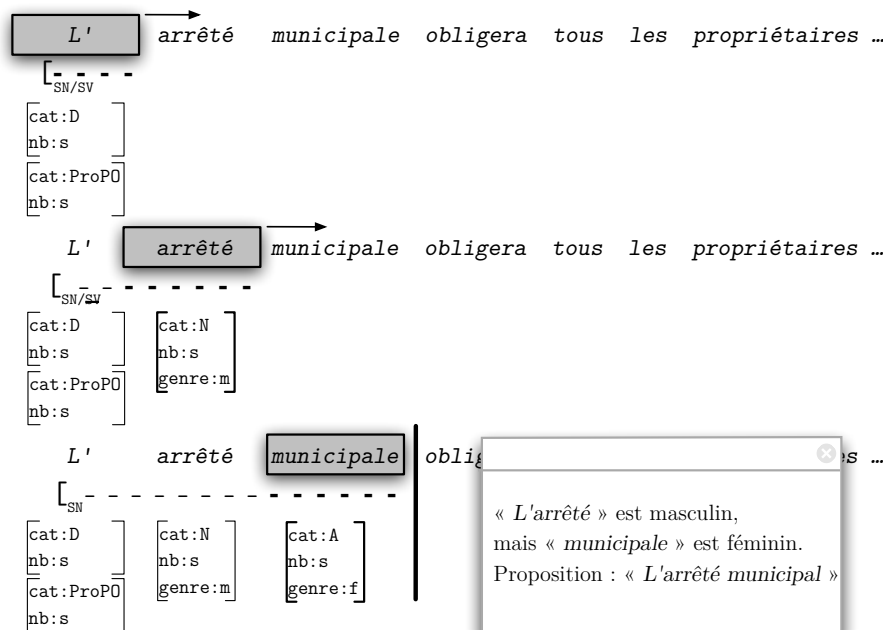 L' arrêté municipale obligera tous les propriétaires …
SN/SV
cat:D
nb:s
cat:ProPO
nb:s
L' arrêté municipale obligera tous les propriétaires …
SN/SV
cat:D cat:N
nb:s nb:s
cat:ProPO genre:m
nb:s
L' arrêté municipale oblig s …
SN
cat:D cat:N cat:A
nb:s nb:s nb:s
cat:ProPO genre:m genre:f
nb:s
« L'arrêté » est masculin,
mais « municipale » est féminin.
Proposition : « L'arrêté municipal »